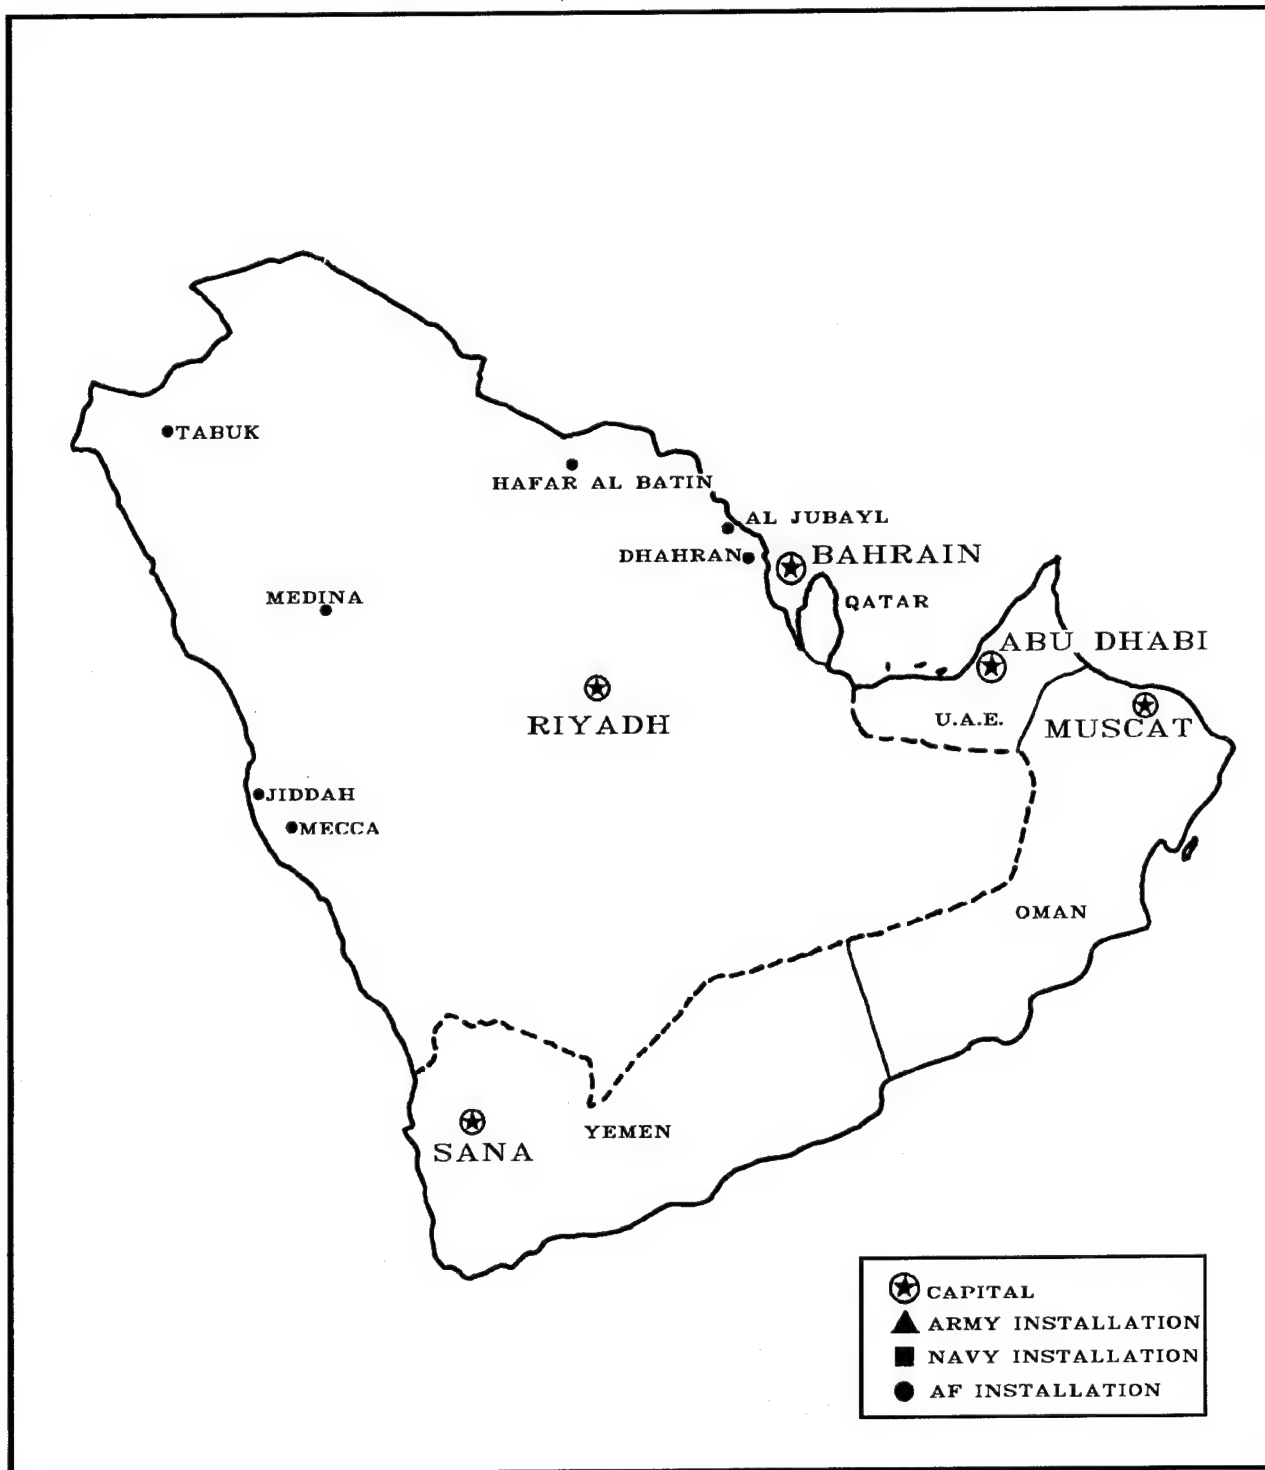 TABUK
HAFAR AL BATIN
AL JUBAYL
DHAHRAN
BAHRAIN
MEDINA
QATAR
ABU DHABI
RIYADH
U.A.E.
MUSCAT
JIDDAH
MECCA
OMAN
YEMEN
SANA
CAPITAL
ARMY INSTALLATION
NAVY INSTALLATION
AF INSTALLATION